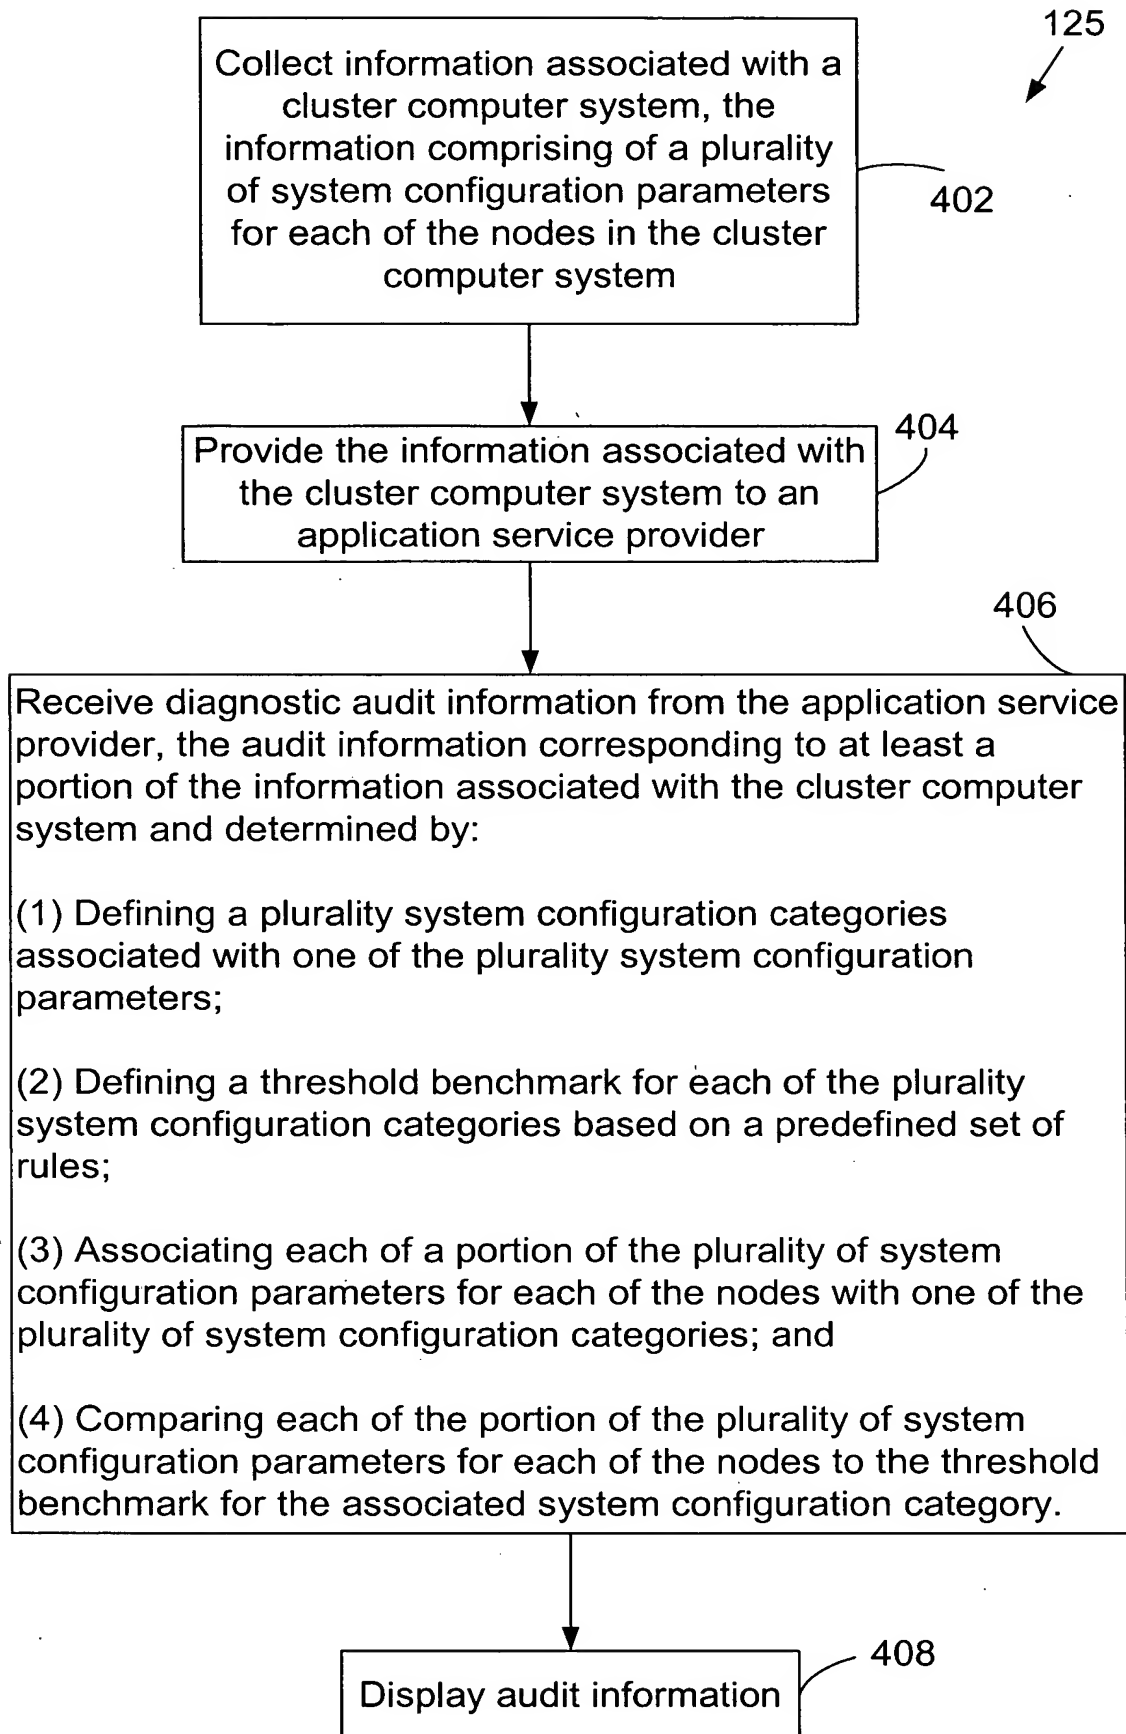 125
Collect information associated with a
cluster computer system, the
information comprising of a plurality
of system configuration parameters
for each of the nodes in the cluster
computer system
402
404
Provide the information associated with
the cluster computer system to an
application service provider
406
Receive diagnostic audit information from the application service
provider, the audit information corresponding to at least a
portion of the information associated with the cluster computer
system and determined by:
(1) Defining a plurality system configuration categories
associated with one of the plurality system configuration
parameters;
(2) Defining a threshold benchmark for each of the plurality
system configuration categories based on a predefined set of
rules;
(3) Associating each of a portion of the plurality of system
configuration parameters for each of the nodes with one of the
plurality of system configuration categories; and
(4) Comparing each of the portion of the plurality of system
configuration parameters for each of the nodes to the threshold
benchmark for the associated system configuration category.
408
Display audit information